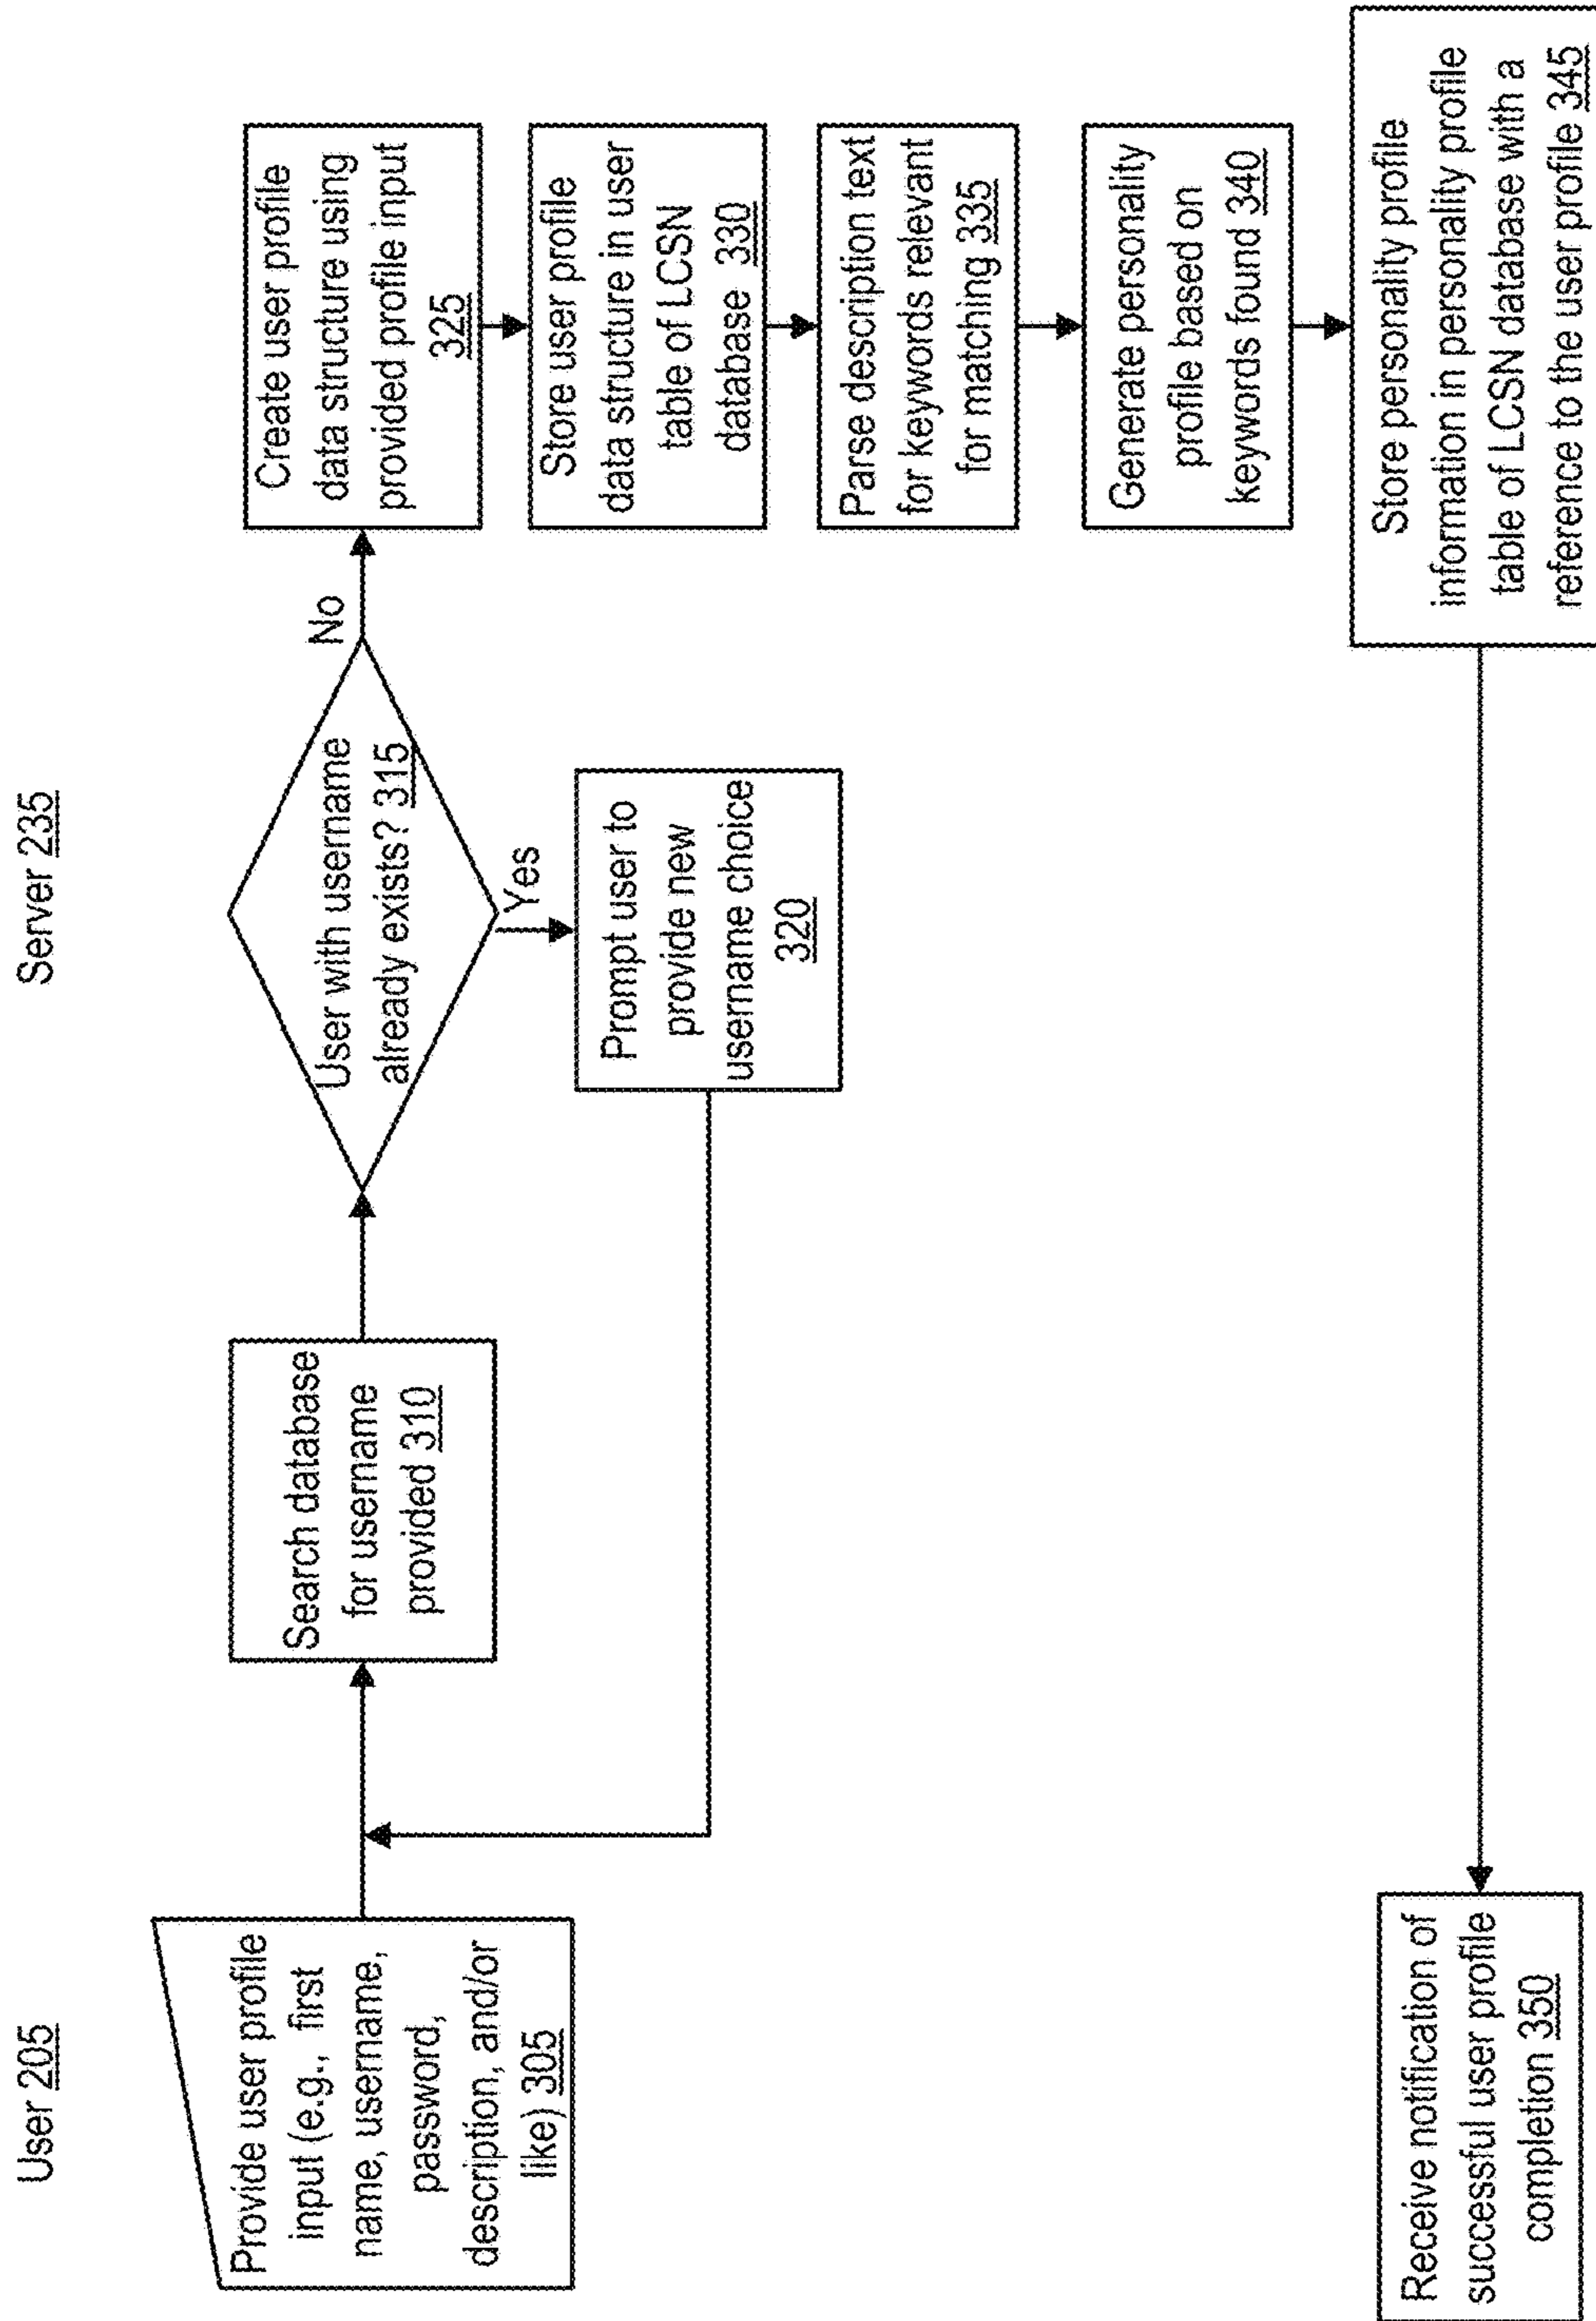 User 205
Server 235
Provide user profile
input (e.g., first
name, username,
password,
description, and/or
like) 305
Search database
for username
provided 310
User with username
already exists? 315
No
Yes
Prompt user to
provide new
username choice
320
Create user profile
data structure using
provided profile input
325
Store user profile
data structure in user
table of LCSN
database 330
Parse description text
for keywords relevant
for matching 335
Generate personality
profile based on
keywords found 340
Store personality profile
information in personality profile
table of LCSN database with a
reference to the user profile 345
Receive notification of
successful user profile
completion 350